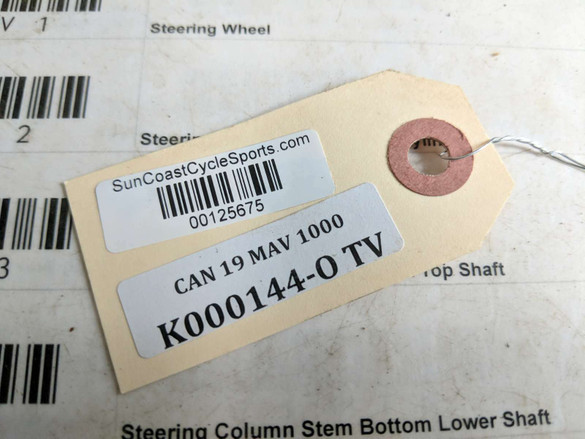 V 1
Steering Wheel
2
Steerin
SunCoastCycleSports.com
00125675
CAN 19 MAV 1000
K000144-O TV
3
Top Shaft
Steering Column Stem Bottom Lower Shaft